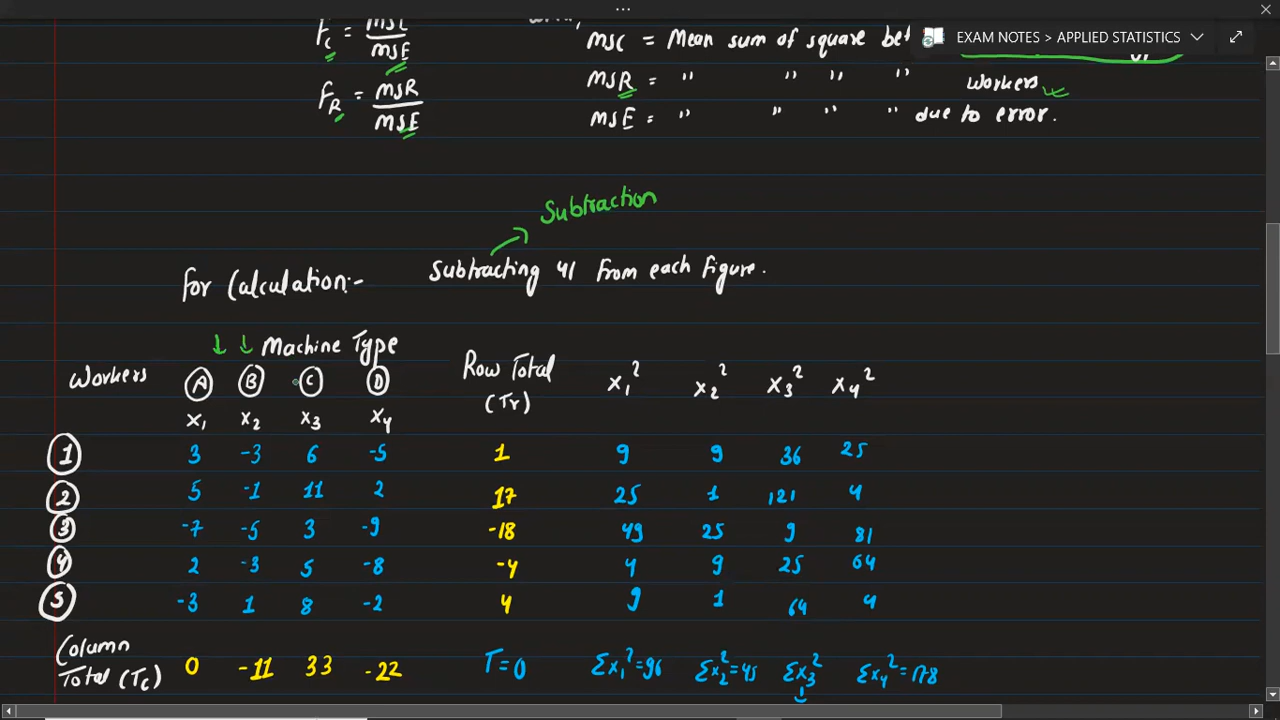 ...
F_C = MSC / MSE
MSC = Mean sum of square bet
EXAM NOTES > APPLIED STATISTICS
F_R = MSR / MSE
MSR = " " " " workers
MSE = " " " " due to error.
Subtraction
For Calculation:- Subtracting 41 from each figure.
Machine Type
Workers A B C D Row Total (Tr) x₁² x₂² x₃² x₄²
x₁ x₂ x₃ x₄
1 3 -3 6 -5 1 9 9 36 25
2 5 -1 11 2 17 25 1 121 4
3 -7 -5 3 -9 -18 49 25 9 81
4 2 -3 5 -8 -4 4 9 25 64
5 -3 1 8 -2 4 9 1 64 4
Column Total (Tc) 0 -11 33 -22 T=0 Σx₁²=96 Σx₂²=45 Σx₃² Σx₄²=178